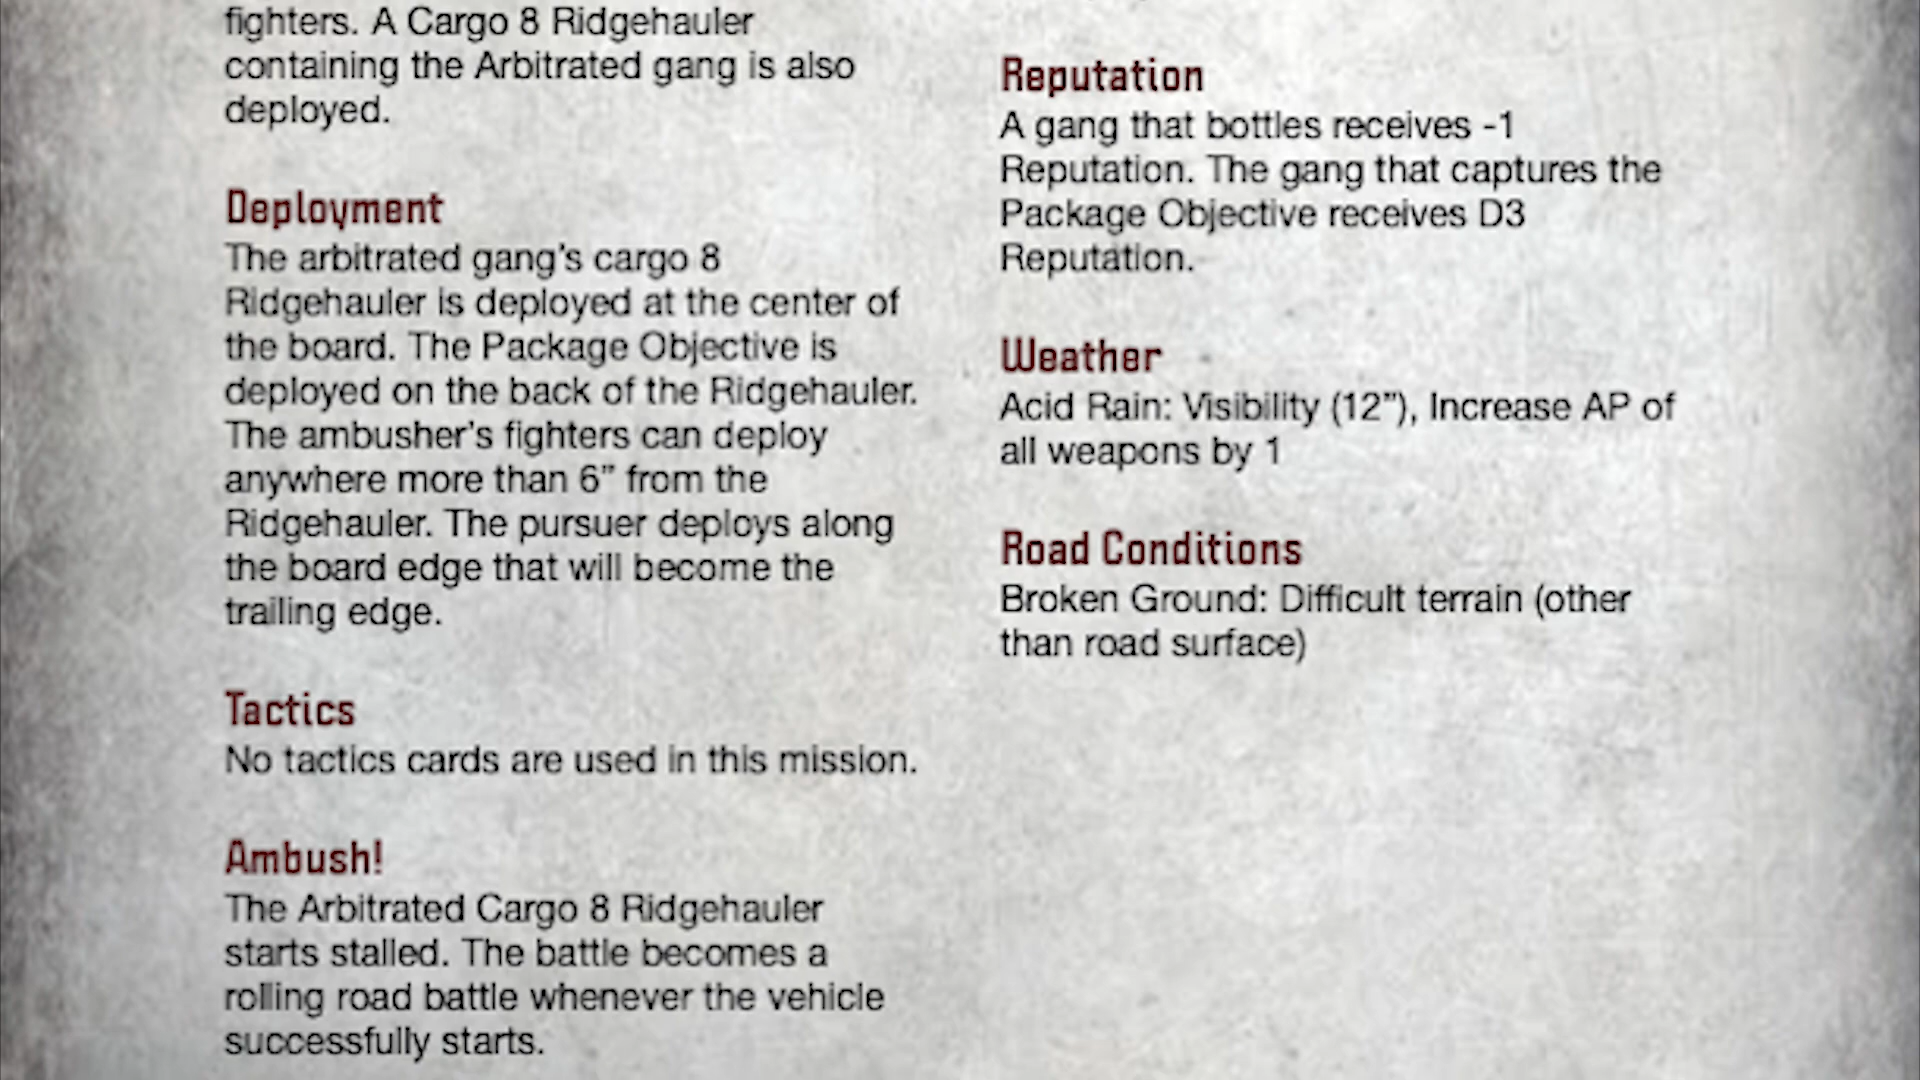 fighters. A Cargo 8 Ridgehauler
containing the Arbitrated gang is also
deployed.
Deployment
The arbitrated gang's cargo 8
Ridgehauler is deployed at the center of
the board. The Package Objective is
deployed on the back of the Ridgehauler.
The ambusher's fighters can deploy
anywhere more than 6” from the
Ridgehauler. The pursuer deploys along
the board edge that will become the
trailing edge.
Tactics
No tactics cards are used in this mission.
Ambush!
The Arbitrated Cargo 8 Ridgehauler
starts stalled. The battle becomes a
rolling road battle whenever the vehicle
successfully starts.
Reputation
A gang that bottles receives -1
Reputation. The gang that captures the
Package Objective receives D3
Reputation.
Weather
Acid Rain: Visibility (12”), Increase AP of
all weapons by 1
Road Conditions
Broken Ground: Difficult terrain (other
than road surface)